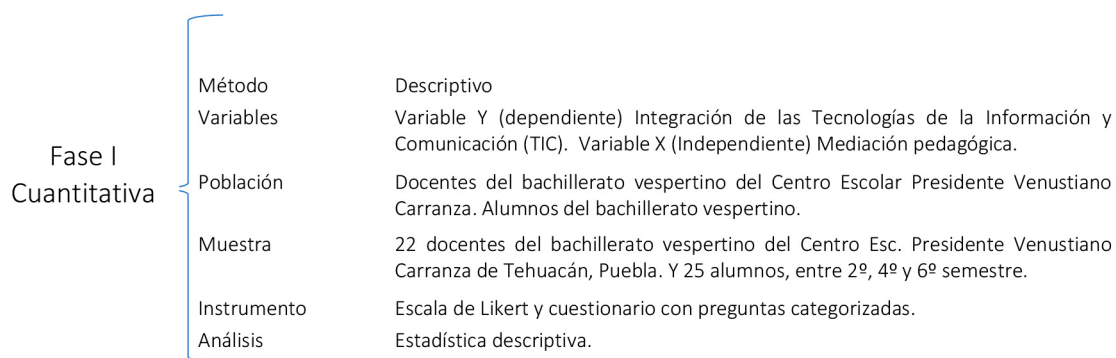 Fase I
Cuantitativa
Método Descriptivo
Variables Variable Y (dependiente) Integración de las Tecnologías de la Información y
Comunicación (TIC). Variable X (Independiente) Mediación pedagógica.
Población Docentes del bachillerato vespertino del Centro Escolar Presidente Venustiano
Carranza. Alumnos del bachillerato vespertino.
Muestra 22 docentes del bachillerato vespertino del Centro Esc. Presidente Venustiano
Carranza de Tehuacán, Puebla. Y 25 alumnos, entre 2º, 4º y 6º semestre.
Instrumento Escala de Likert y cuestionario con preguntas categorizadas.
Análisis Estadística descriptiva.